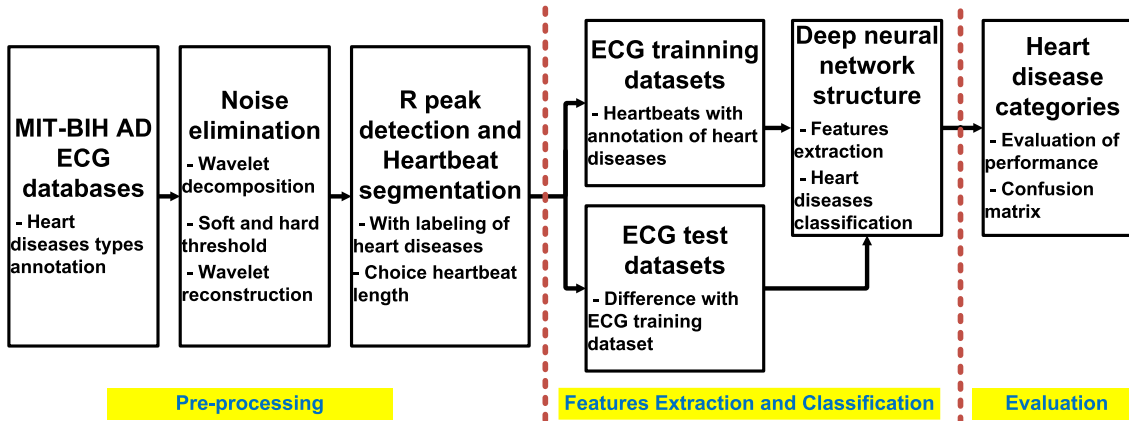 MIT-BIH AD
ECG
databases
- Heart
diseases types
annotation
Noise
elimination
- Wavelet
decomposition
- Soft and hard
threshold
- Wavelet
reconstruction
R peak
detection and
Heartbeat
segmentation
- With labeling of
heart diseases
- Choice heartbeat
length
ECG trainning
datasets
- Heartbeats with
annotation of heart
diseases
ECG test
datasets
- Difference with
ECG training
dataset
Deep neural
network
structure
- Features
extraction
- Heart
diseases
classification
Heart
disease
categories
- Evaluation of
performance
- Confusion
matrix
Pre-processing
Features Extraction and Classification
Evaluation